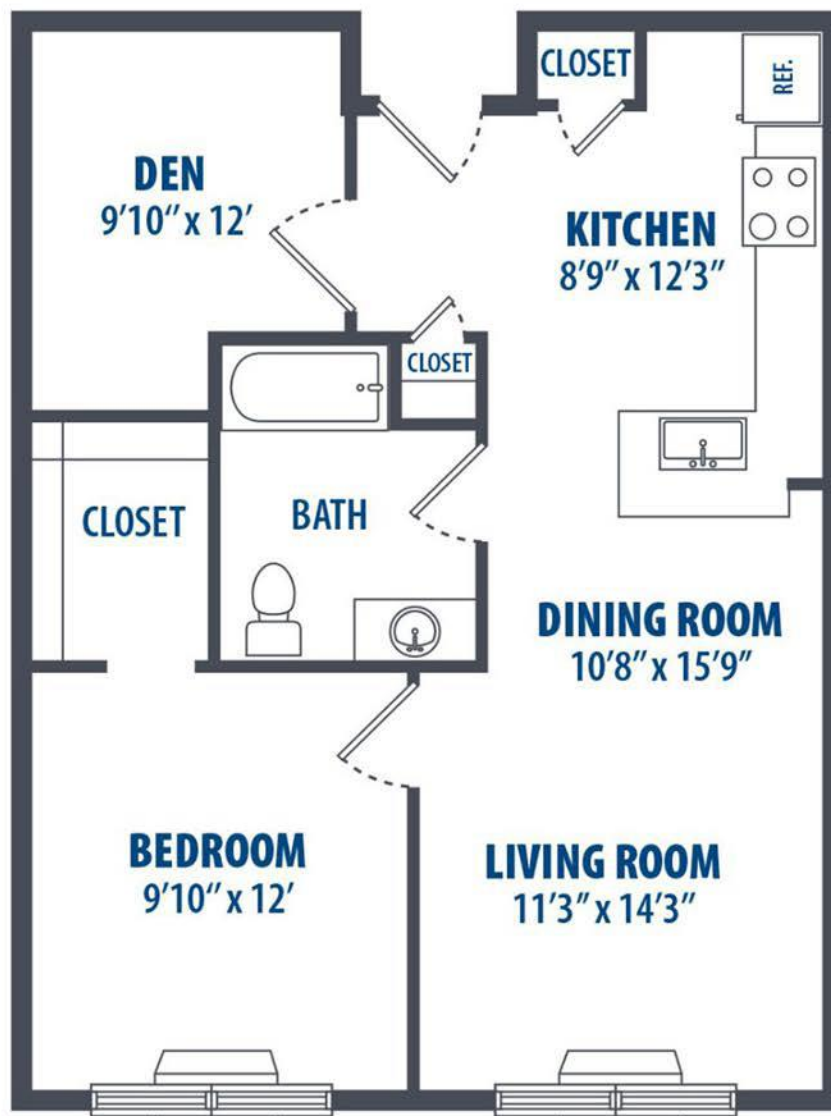 CLOSET
REF.
DEN
9'10" x 12'
KITCHEN
8'9" x 12'3"
CLOSET
CLOSET
BATH
DINING ROOM
10'8" x 15'9"
BEDROOM
9'10" x 12'
LIVING ROOM
11'3" x 14'3"